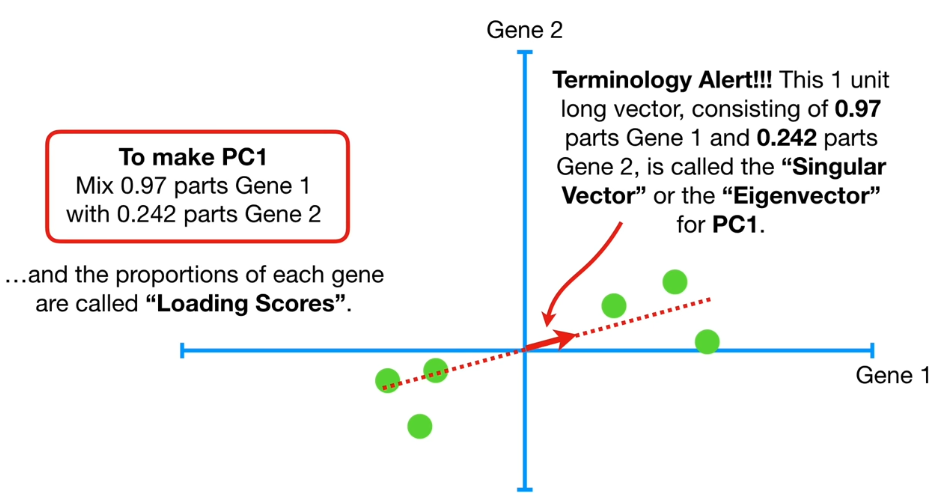 Gene 2
Terminology Alert!!! This 1 unit
long vector, consisting of 0.97
parts Gene 1 and 0.242 parts
Gene 2, is called the “Singular
Vector” or the “Eigenvector”
for PC1.
To make PC1
Mix 0.97 parts Gene 1
with 0.242 parts Gene 2
…and the proportions of each gene
are called “Loading Scores”.
Gene 1